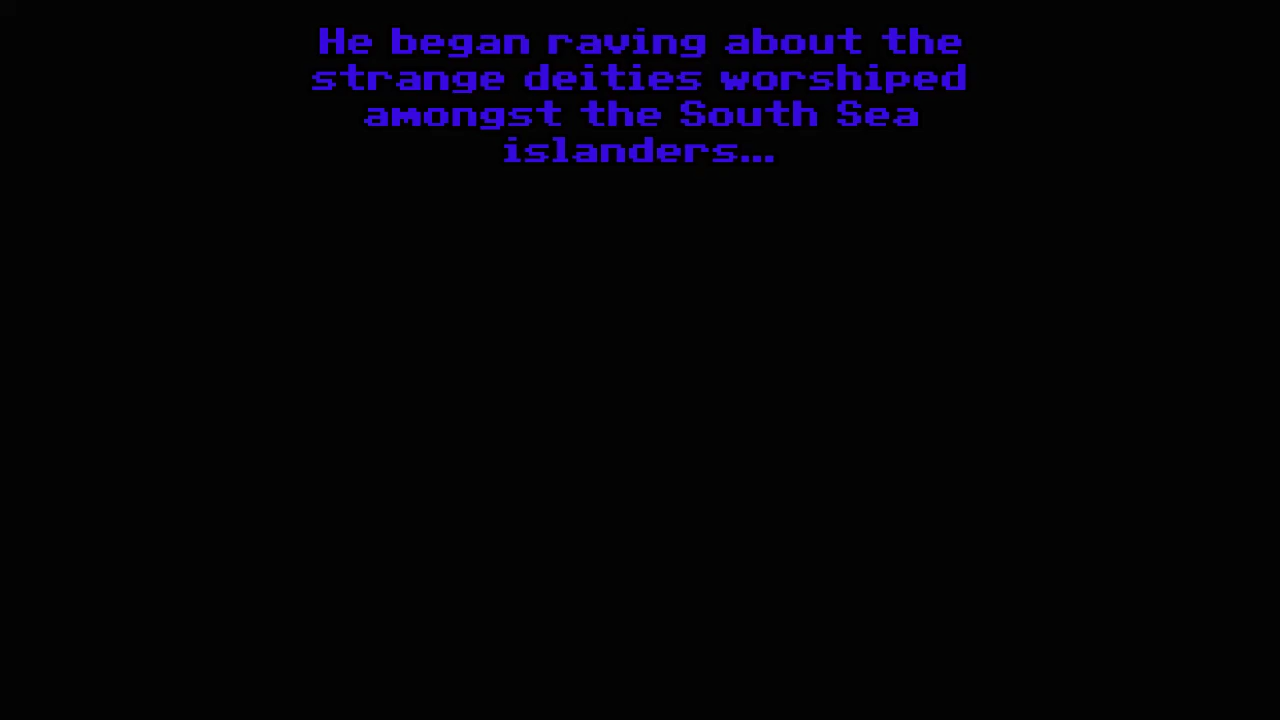 He began raving about the
strange deities worshiped
amongst the South Sea
islanders...